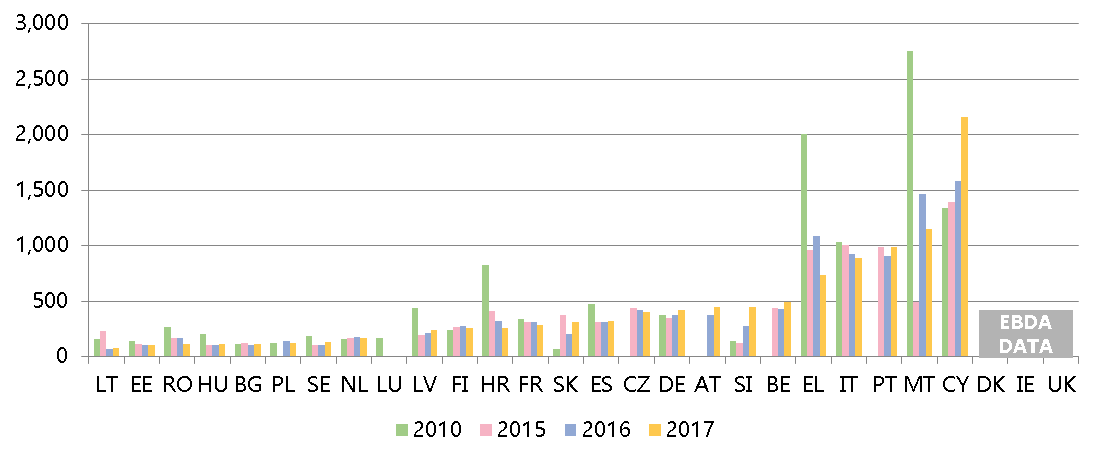 3,000
2,500
2,000
1,500
1,000
500
0
EBDA
DATA
LT EE RO HU BG PL SE NL LU LV FI HR FR SK ES CZ DE AT SI BE EL IT PT MT CY DK IE UK
2010 2015 2016 2017